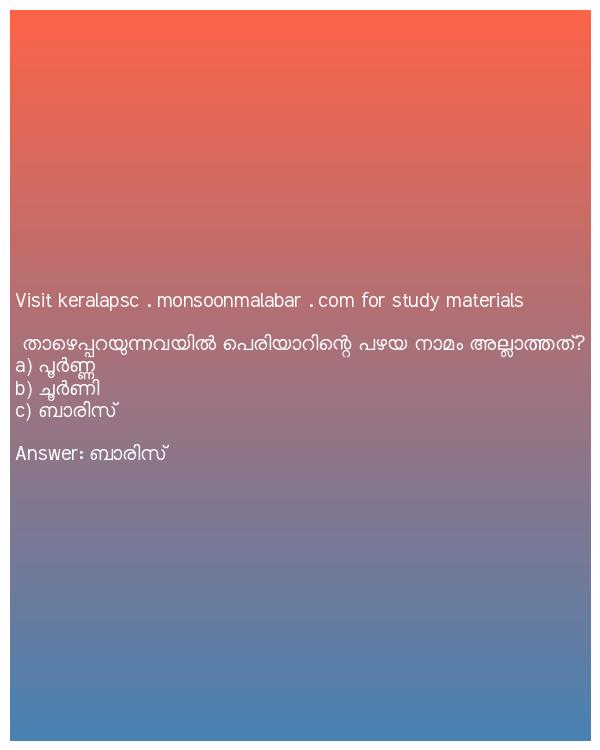 Visit keralapsc . monsoonmalabar . com for study materials
താഴെപ്പറയുന്നവയിൽ പെരിയാറിന്റെ പഴയ നാമം അല്ലാത്തത്?
a) പൂർണ്ണ
b) ചൂർണി
c) ബാരിസ്
Answer: ബാരിസ്